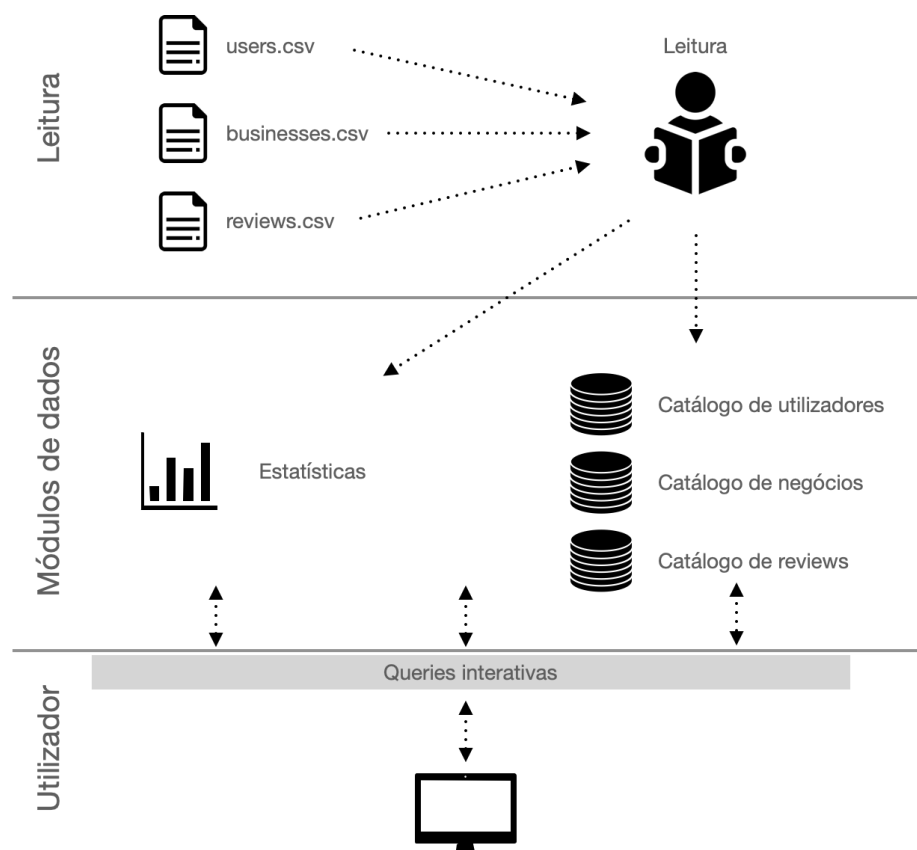 Leitura
users.csv
Leitura
businesses.csv
reviews.csv
Módulos de dados
Catálogo de utilizadores
Estatísticas
Catálogo de negócios
Catálogo de reviews
Utilizador
Queries interativas